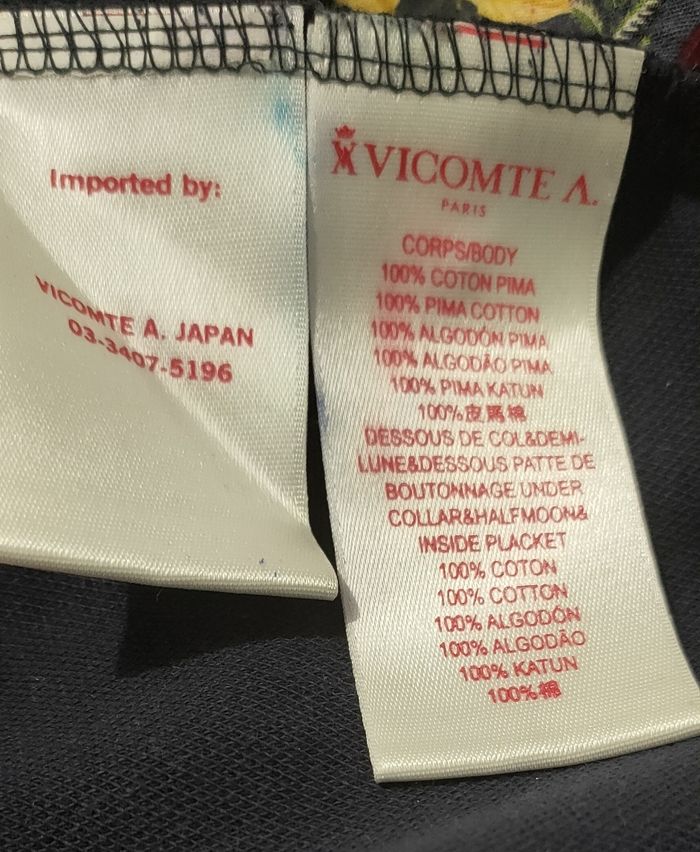 Imported by:
VICOMTE A. JAPAN
03-3407-5196
VICOMTE A.
PARIS
CORPS/BODY
100% COTON PIMA
100% PIMA COTTON
100% ALGODÓN PIMA
100% ALGODÃO PIMA
100% PIMA KATUN
100%皮馬棉
DESSOUS DE COL&DEMI-
LUNE&DESSOUS PATTE DE
BOUTONNAGE UNDER
COLLAR&HALFMOON&
INSIDE PLACKET
100% COTON
100% COTTON
100% ALGODÓN
100% ALGODÃO
100% KATUN
100%棉